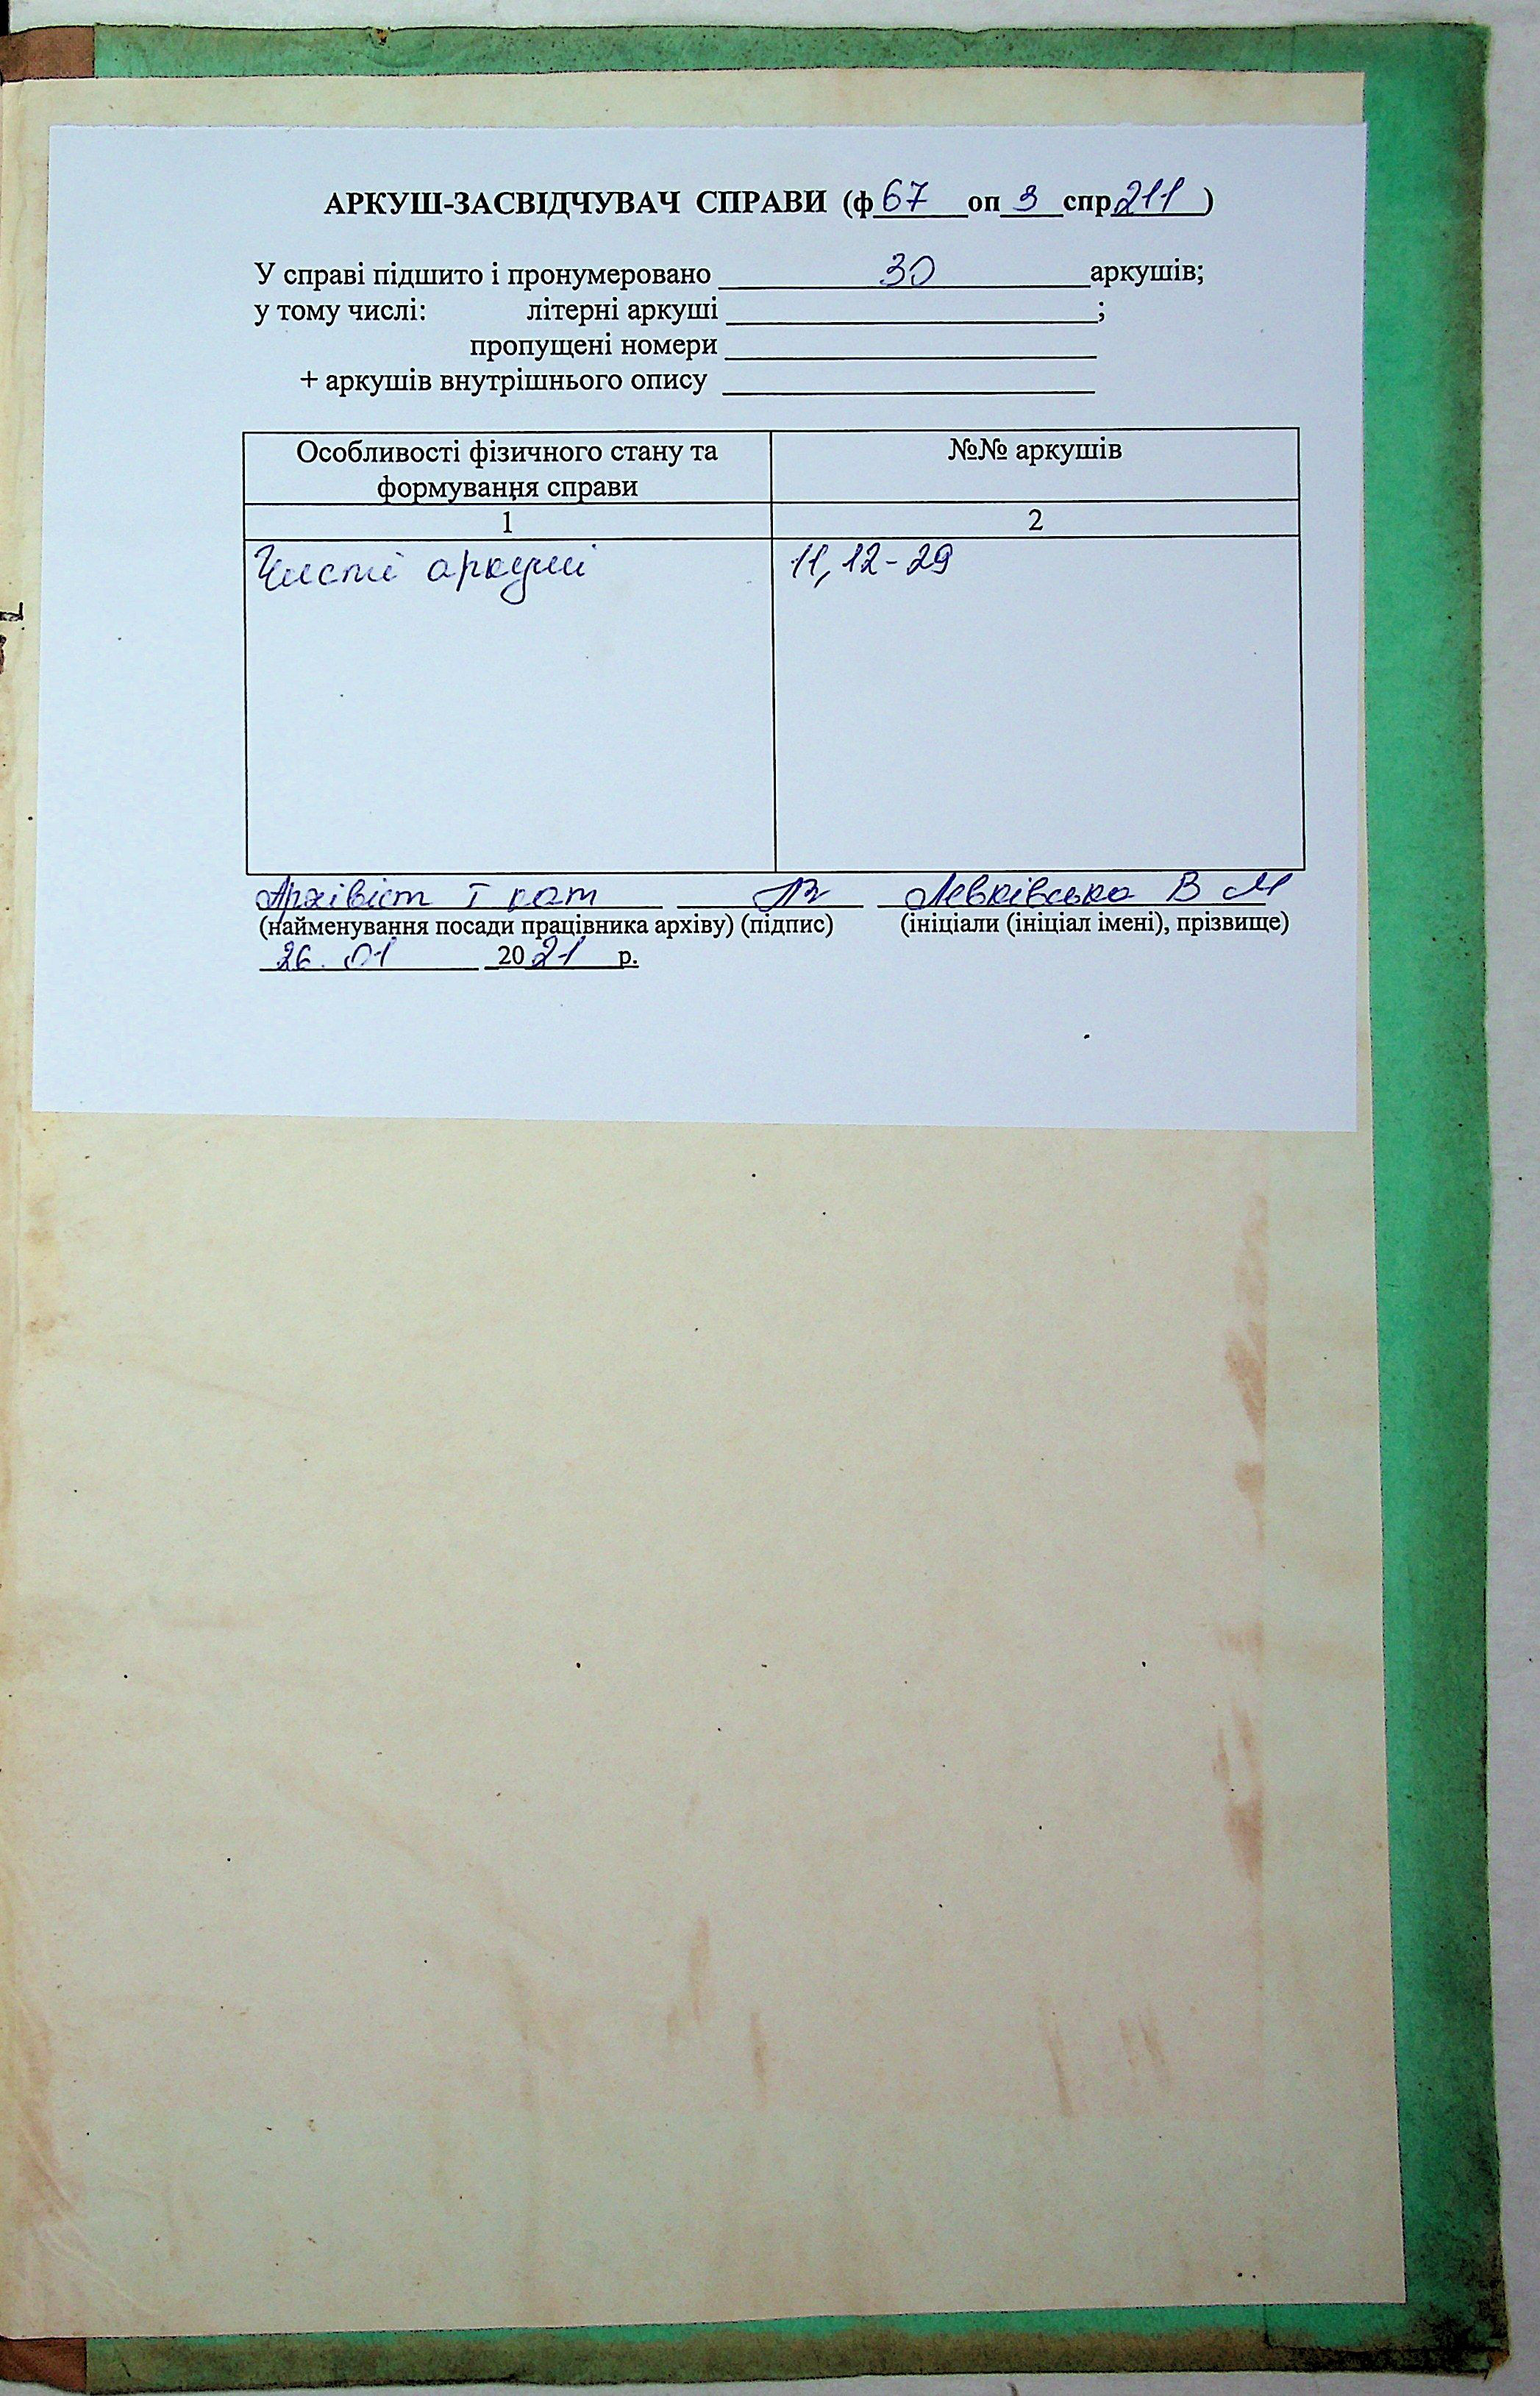 АРКУШ-ЗАСВІДЧУВАЧ СПРАВИ (ф 67 оп 3 спр 211 )
У справі підшито і пронумеровано 30 аркушів;
у тому числі: літерні аркуші ;
пропущені номери
+ аркушів внутрішнього опису
Особливості фізичного стану та формування справи
№№ аркушів
1
2
Чисті аркуші
11, 12-29
Архівіст І кат Левківська В М
(найменування посади працівника архіву) (підпис) (ініціали (ініціал імені), прізвище)
26. 01 2021 р.